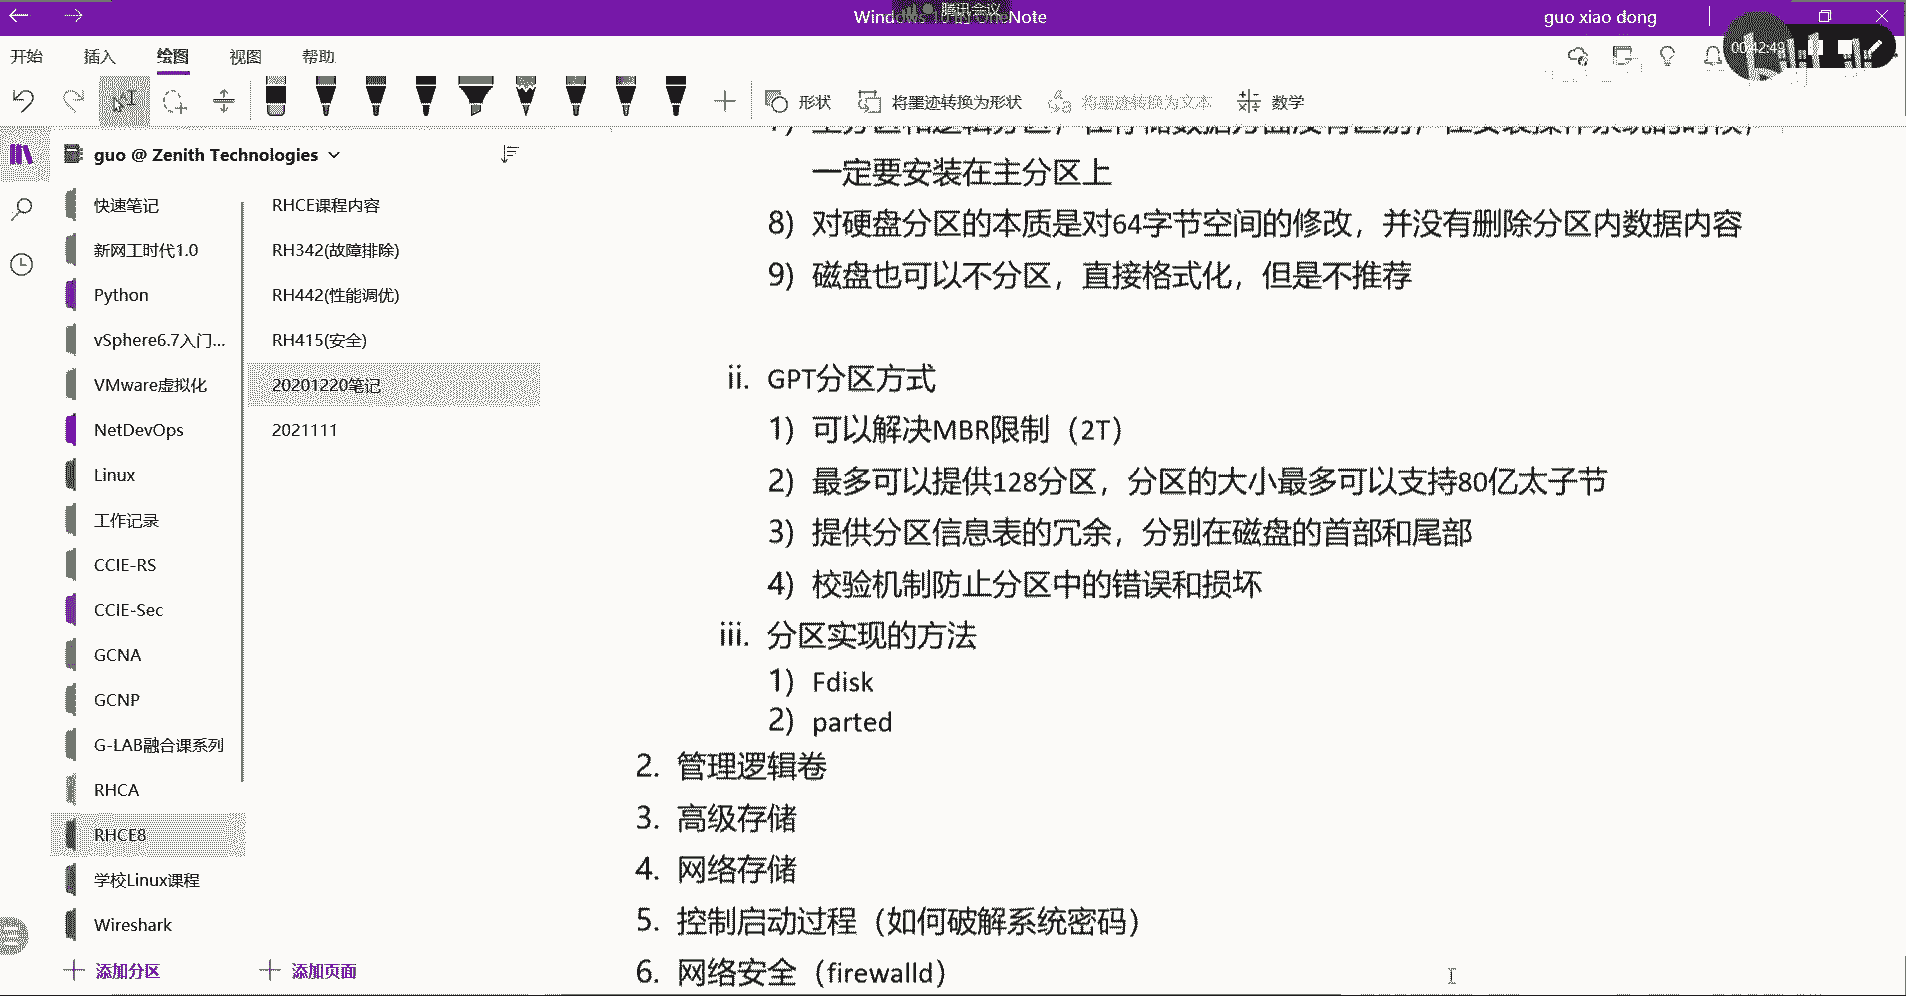 腾讯会议
guo xiao dong
00:42:49
开始 插入 绘图 视图 帮助
形状 将墨迹转换为形状 将墨迹转换为文本 数学
guo @ Zenith Technologies
快速笔记
新网工时代1.0
Python
vSphere6.7入门...
VMware虚拟化
NetDevOps
Linux
工作记录
CCIE-RS
CCIE-Sec
GCNA
GCNP
G-LAB融合课系列
RHCA
RHCE8
学校Linux课程
Wireshark
添加分区
RHCE课程内容
RH342(故障排除)
RH442(性能调优)
RH415(安全)
20201220笔记
2021111
添加页面
一定要安装在主分区上
8) 对硬盘分区的本质是对64字节空间的修改，并没有删除分区内数据内容
9) 磁盘也可以不分区，直接格式化，但是不推荐
ii. GPT分区方式
1) 可以解决MBR限制（2T）
2) 最多可以提供128分区，分区的大小最多可以支持80亿太子节
3) 提供分区信息表的冗余，分别在磁盘的首部和尾部
4) 校验机制防止分区中的错误和损坏
iii. 分区实现的方法
1) Fdisk
2) parted
2. 管理逻辑卷
3. 高级存储
4. 网络存储
5. 控制启动过程（如何破解系统密码）
6. 网络安全（firewalld）